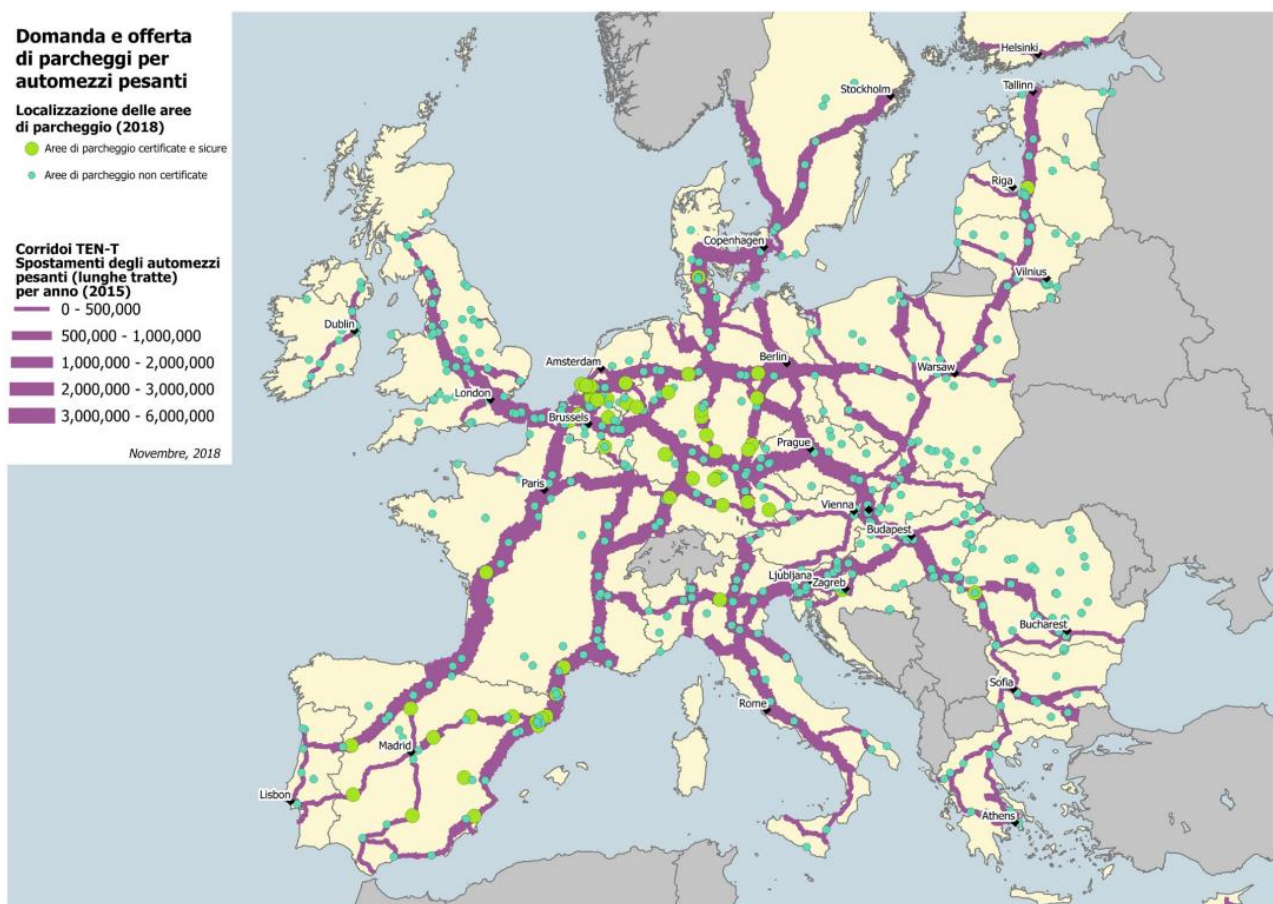 Domanda e offerta
di parcheggi per
automezzi pesanti
Localizzazione delle aree
di parcheggio (2018)
Aree di parcheggio certificate e sicure
Aree di parcheggio non certificate
Corridoi TEN-T
Spostamenti degli automezzi
pesanti (lunghe tratte)
per anno (2015)
0 - 500,000
500,000 - 1,000,000
1,000,000 - 2,000,000
2,000,000 - 3,000,000
3,000,000 - 6,000,000
Novembre, 2018
Helsinki
Tallinn
Stockholm
Riga
Copenhagen
Vilnius
Dublin
Amsterdam
Berlin
Warsaw
London
Brussels
Prague
Paris
Vienna
Budapest
Ljubljana
Zagreb
Bucharest
Sofia
Rome
Madrid
Lisbon
Athens